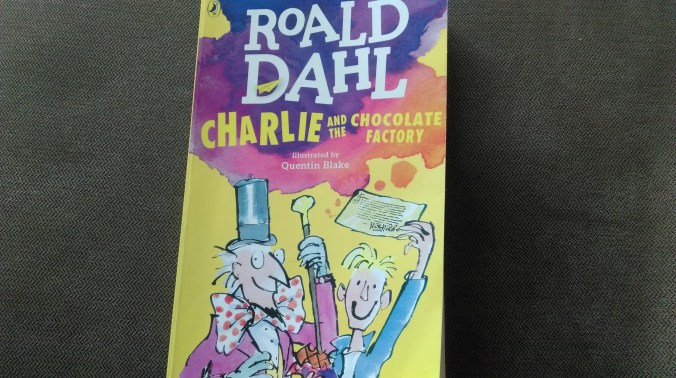 ROALD
DAHL
CHARLIE AND THE CHOCOLATE FACTORY
Illustrated by
Quentin Blake